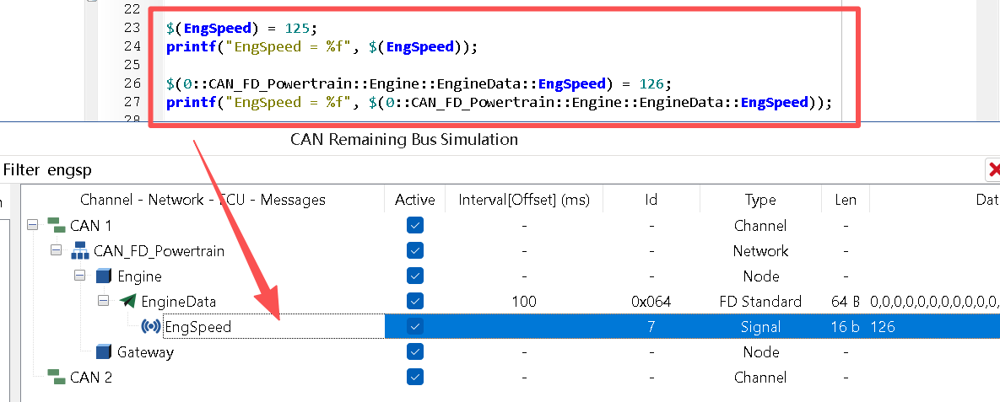 22
23 $(EngSpeed) = 125;
24 printf("EngSpeed = %f", $(EngSpeed));
25
26 $(0::CAN_FD_Powertrain::Engine::EngineData::EngSpeed) = 126;
27 printf("EngSpeed = %f", $(0::CAN_FD_Powertrain::Engine::EngineData::EngSpeed));
28
CAN Remaining Bus Simulation
Filter engsp
Channel - Network - ECU - Messages Active Interval[Offset] (ms) Id Type Len Dat
CAN 1 - - Channel -
CAN_FD_Powertrain - - Network -
Engine - - Node -
EngineData 100 0x064 FD Standard 64 B 0,0,0,0,0,0,0,0,0,0,0,
EngSpeed 7 Signal 16 b 126
Gateway - - Node -
CAN 2 - - Channel -